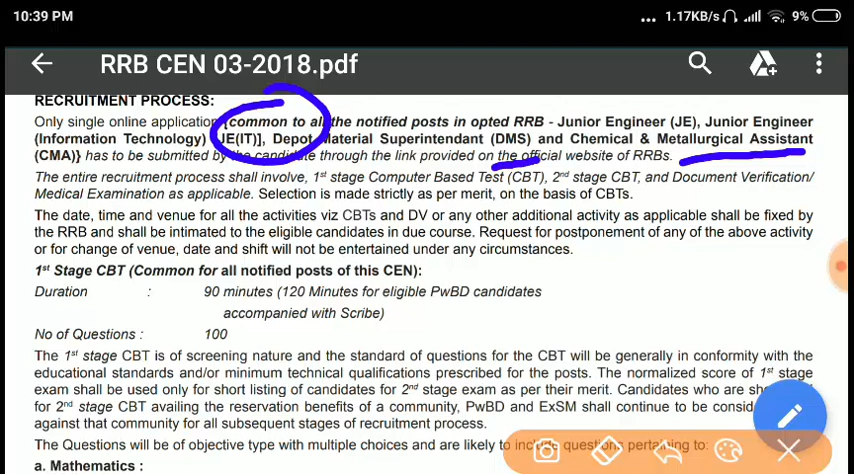 10:39 PM
... 1.17KB/s 9%
RRB CEN 03-2018.pdf
RECRUITMENT PROCESS:
Only single online application {common to all the notified posts in opted RRB - Junior Engineer (JE), Junior Engineer
(Information Technology) [JE(IT)], Depot Material Superintendant (DMS) and Chemical & Metallurgical Assistant
(CMA)} has to be submitted by the candidate through the link provided on the official website of RRBs.
The entire recruitment process shall involve, 1st stage Computer Based Test (CBT), 2nd stage CBT, and Document Verification/
Medical Examination as applicable. Selection is made strictly as per merit, on the basis of CBTs.
The date, time and venue for all the activities viz CBTs and DV or any other additional activity as applicable shall be fixed by
the RRB and shall be intimated to the eligible candidates in due course. Request for postponement of any of the above activity
or for change of venue, date and shift will not be entertained under any circumstances.
1st Stage CBT (Common for all notified posts of this CEN):
Duration : 90 minutes (120 Minutes for eligible PwBD candidates
accompanied with Scribe)
No of Questions : 100
The 1st stage CBT is of screening nature and the standard of questions for the CBT will be generally in conformity with the
educational standards and/or minimum technical qualifications prescribed for the posts. The normalized score of 1st stage
exam shall be used only for short listing of candidates for 2nd stage exam as per their merit. Candidates who are
for 2nd stage CBT availing the reservation benefits of a community, PwBD and ExSM shall continue to be
against that community for all subsequent stages of recruitment process.
The Questions will be of objective type with multiple choices and are likely to include questions pertaining to:
a. Mathematics :